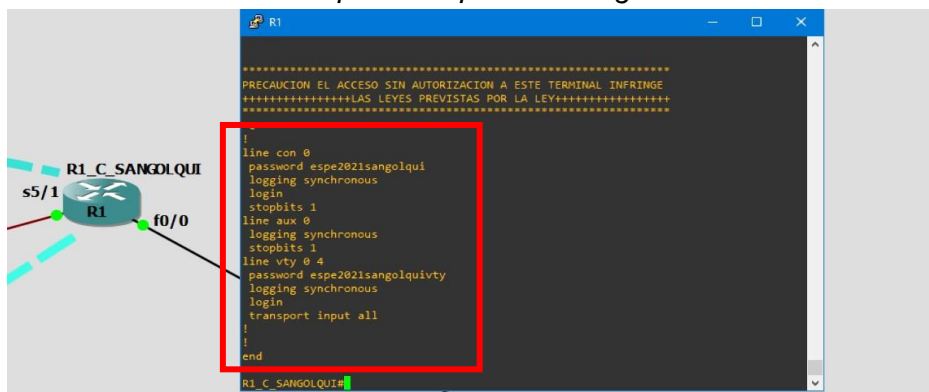 R1
************************************************************
PRECAUCION EL ACCESO SIN AUTORIZACION A ESTE TERMINAL INFRINGE
++++++++++++++++LAS LEYES PREVISTAS POR LA LEY+++++++++++++++++
************************************************************
!
line con 0
password espe2021sangolqui
logging synchronous
login
stopbits 1
line aux 0
logging synchronous
stopbits 1
line vty 0 4
password espe2021sangolquivty
logging synchronous
login
transport input all
!
!
end
R1_C_SANGOLQUI#
R1_C_SANGOLQUI
s5/1
R1
f0/0